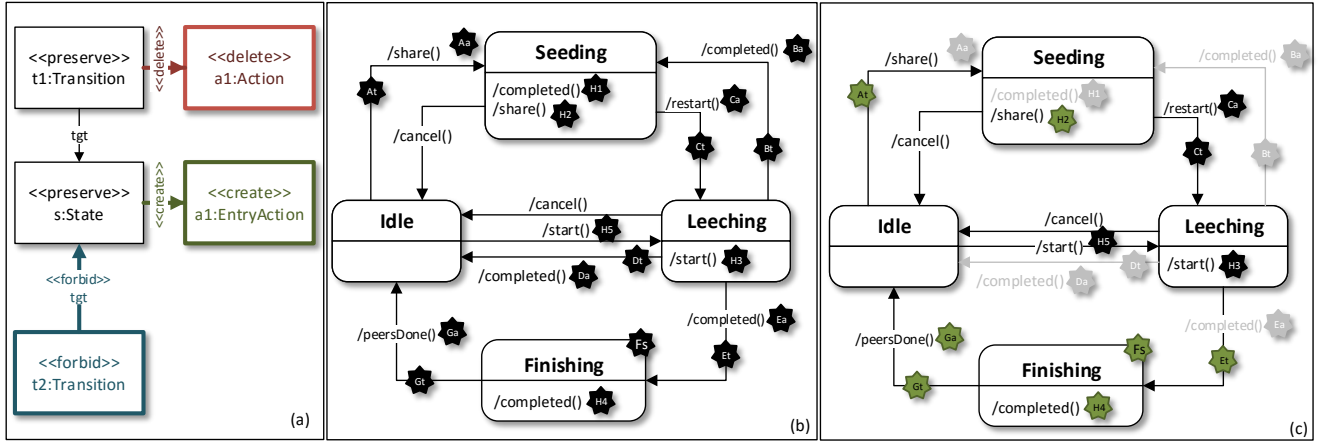 <<preserve>>
t1:Transition
<<delete>>
<<delete>>
a1:Action
tgt
<<preserve>>
s:State
<<create>>
<<create>>
a1:EntryAction
<<forbid>>
tgt
<<forbid>>
t2:Transition
(a)
/share()
Aa
Seeding
/completed()
Ba
At
/completed()
H1
/share()
H2
/restart()
Ca
/cancel()
Ct
Bt
Idle
/cancel()
/start()
H5
Leeching
/start()
H3
/completed()
Da
Dt
/peersDone()
Ga
/completed()
Ea
Fs
Et
Finishing
Gt
/completed()
H4
(b)
/share()
Aa
Seeding
/completed()
Ba
At
/completed()
H1
/share()
H2
/restart()
Ca
/cancel()
Ct
Bt
Idle
/cancel()
/start()
H5
Leeching
/start()
H3
/completed()
Da
Dt
/peersDone()
Ga
/completed()
Ea
Fs
Et
Finishing
Gt
/completed()
H4
(c)